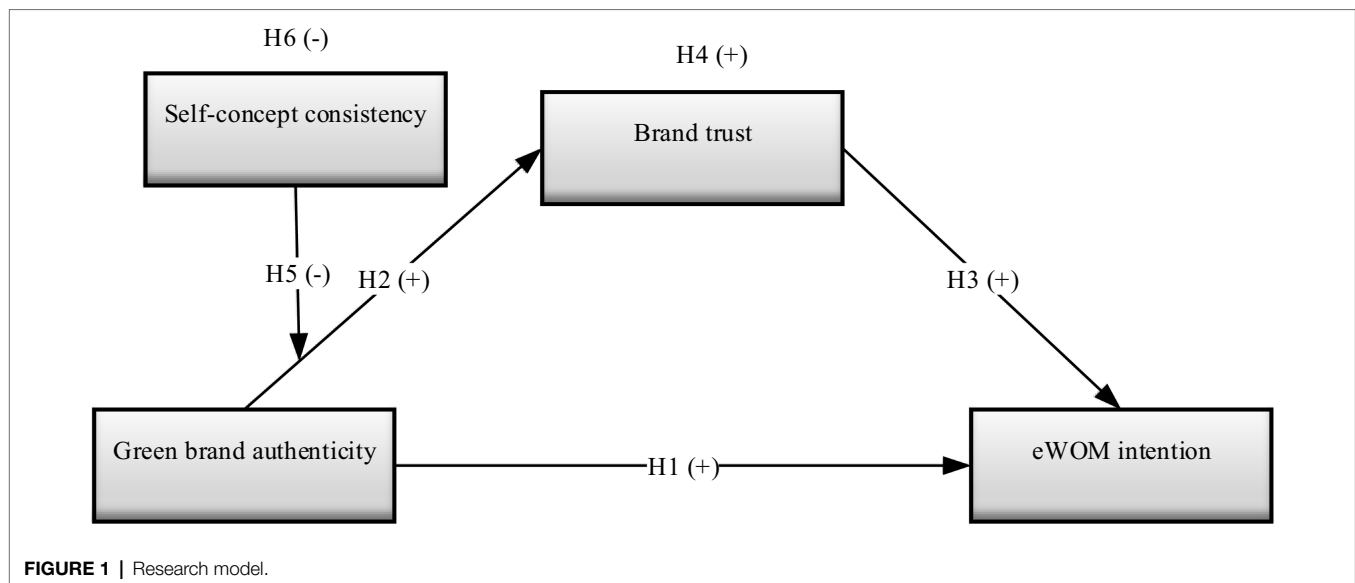 H6 (-)
H4 (+)
Self-concept consistency
Brand trust
H5 (-)
H2 (+)
H3 (+)
Green brand authenticity
eWOM intention
H1 (+)
FIGURE 1 | Research model.